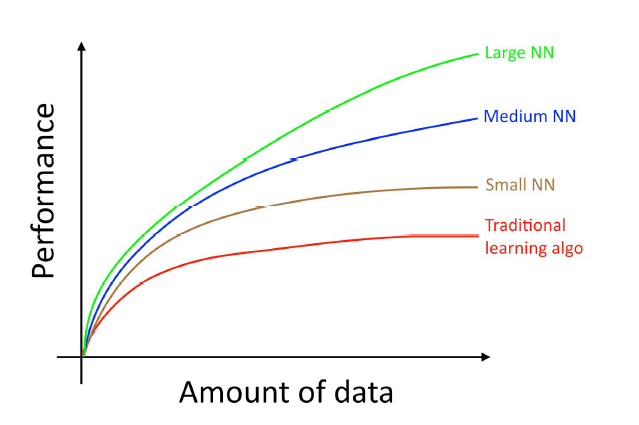 Large NN
Medium NN
Small NN
Traditional
learning algo
Performance
Amount of data